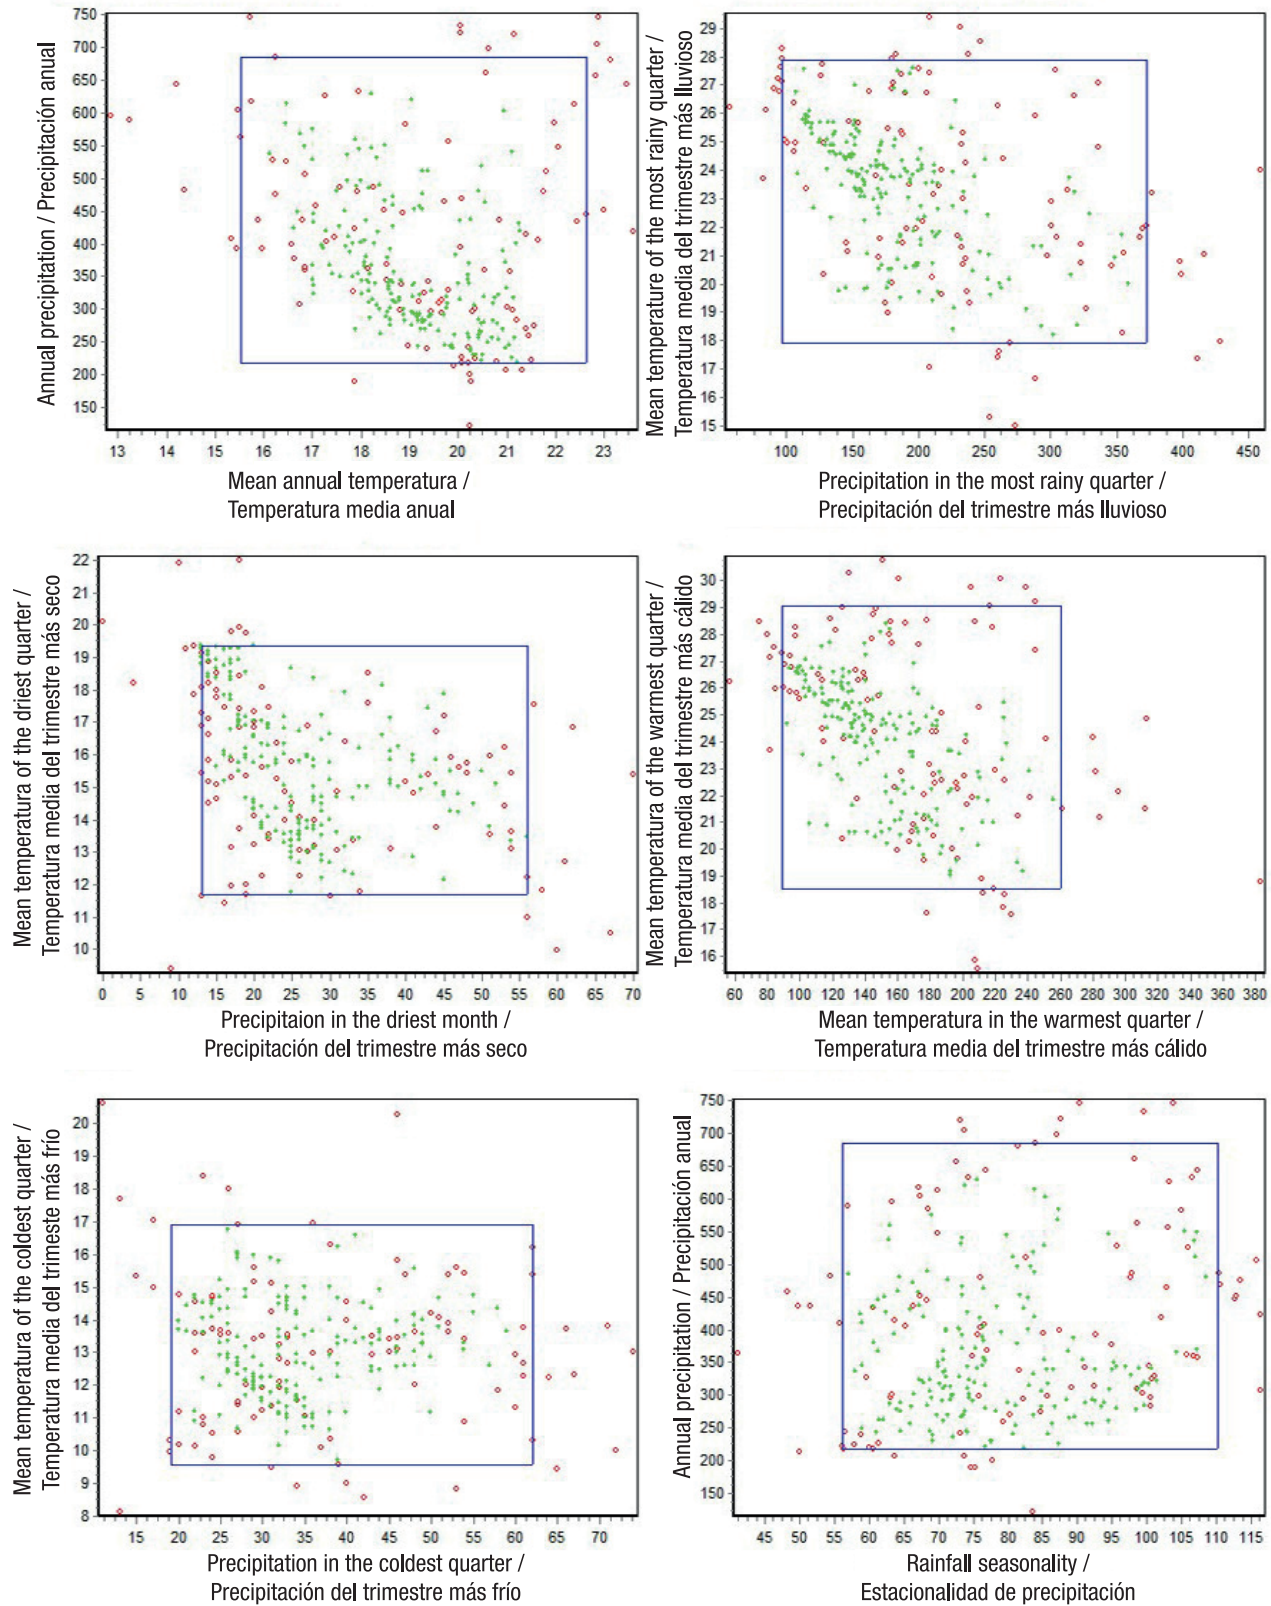 Annual precipitation / Precipitación anual
750
700
650
600
550
500
450
400
350
300
250
200
150
13 14 15 16 17 18 19 20 21 22 23
Mean annual temperatura /
Temperatura media anual
Mean temperature of the most rainy quarter /
Temperatura media del trimestre más lluvioso
29
28
27
26
25
24
23
22
21
20
19
18
17
16
15
100 150 200 250 300 350 400 450
Precipitation in the most rainy quarter /
Precipitación del trimestre más lluvioso
Mean temperatura of the driest quarter /
Temperatura media del trimestre más seco
22
21
20
19
18
17
16
15
14
13
12
11
10
0 5 10 15 20 25 30 35 40 45 50 55 60 65 70
Precipitaion in the driest month /
Precipitación del trimestre más seco
Mean temperatura of the warmest quarter /
Temperatura media del trimestre más cálido
30
29
28
27
26
25
24
23
22
21
20
19
18
17
16
60 80 100 120 140 160 180 200 220 240 260 280 300 320 340 360 380
Mean temperatura in the warmest quarter /
Temperatura media del trimestre más cálido
Mean temperatura of the coldest quarter /
Temperatura media del trimeste más frío
20
19
18
17
16
15
14
13
12
11
10
9
8
15 20 25 30 35 40 45 50 55 60 65 70
Precipitation in the coldest quarter /
Precipitación del trimestre más frío
Annual precipitation / Precipitación anual
750
700
650
600
550
500
450
400
350
300
250
200
150
45 50 55 60 65 70 75 80 85 90 95 100 105 110 115
Rainfall seasonality /
Estacionalidad de precipitación